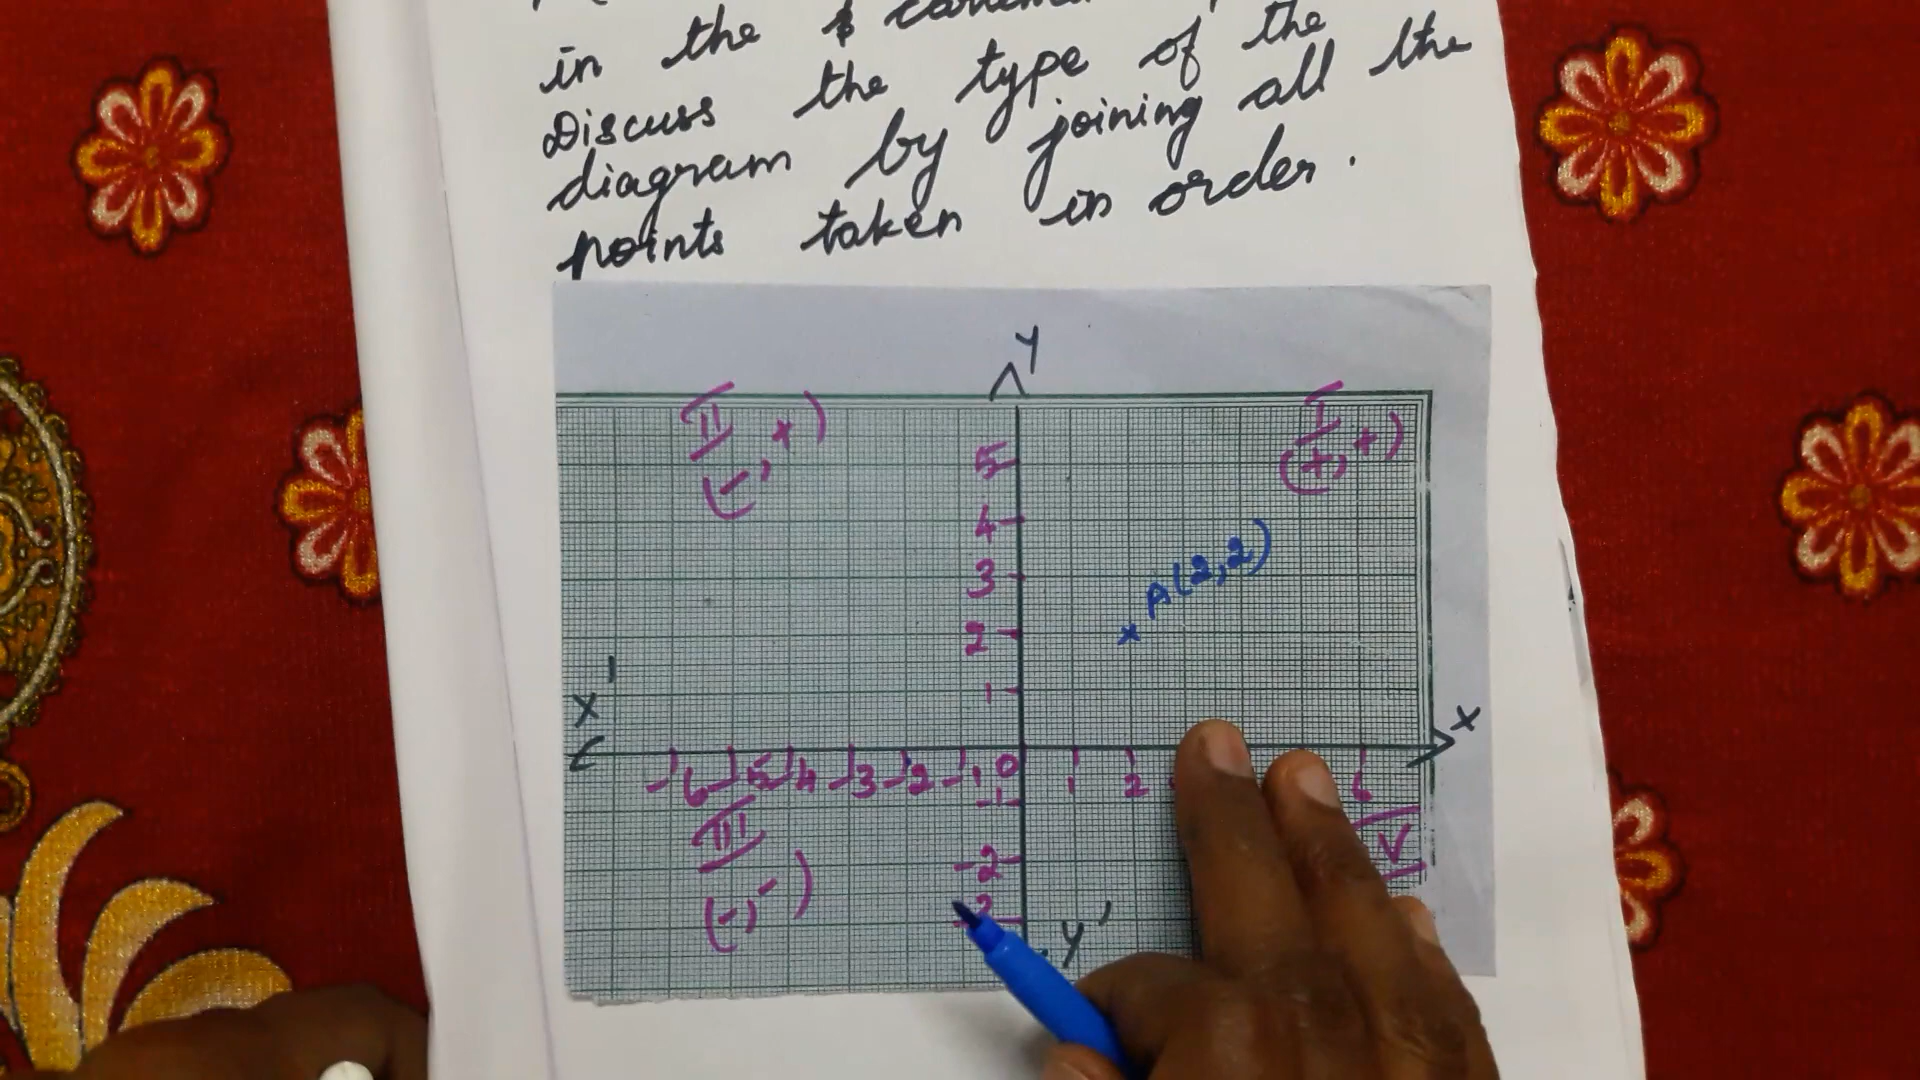 in the
Discuss the type of the
diagram by joining all the
points taken in order.
Y
II
(-, +)
I
(+, +)
5
4
3
2
1
A(2,2)
X'
X
-6 -5 -4 -3 -2 -1 0 1 2 6
-1
III
(-, -)
-2
V
Y'